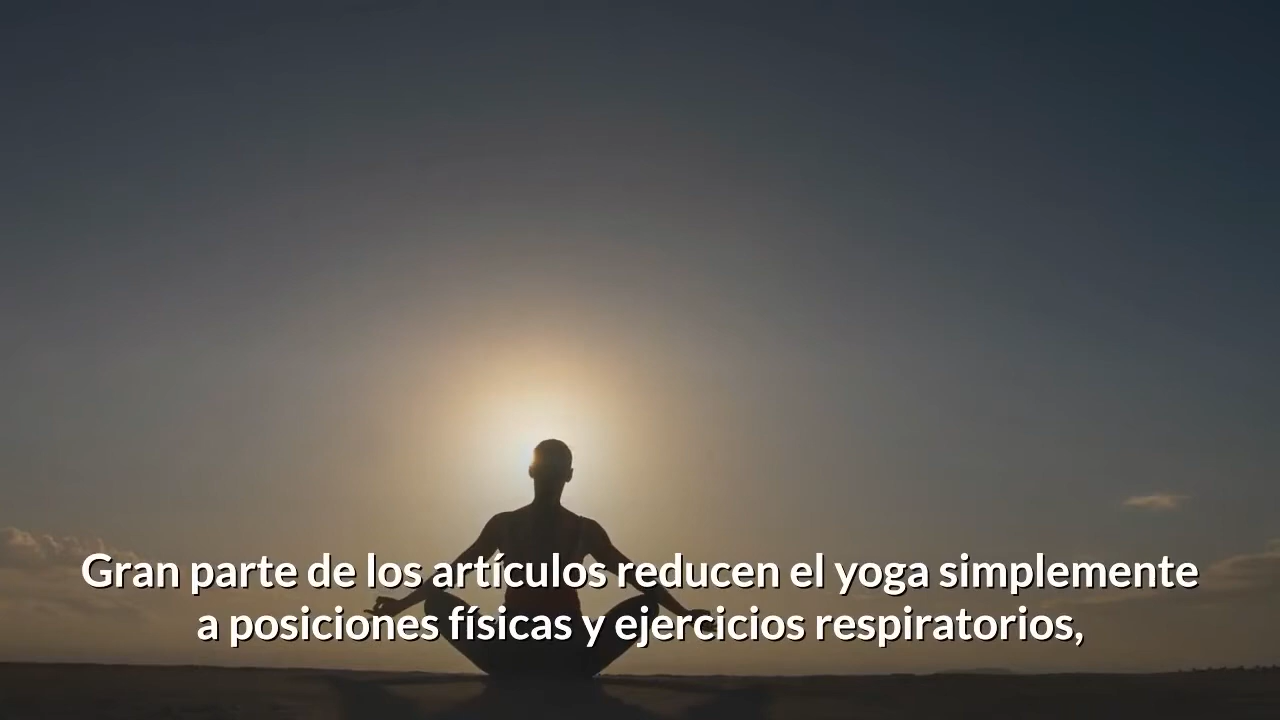 Gran parte de los artículos reducen el yoga simplemente
a posiciones físicas y ejercicios respiratorios,